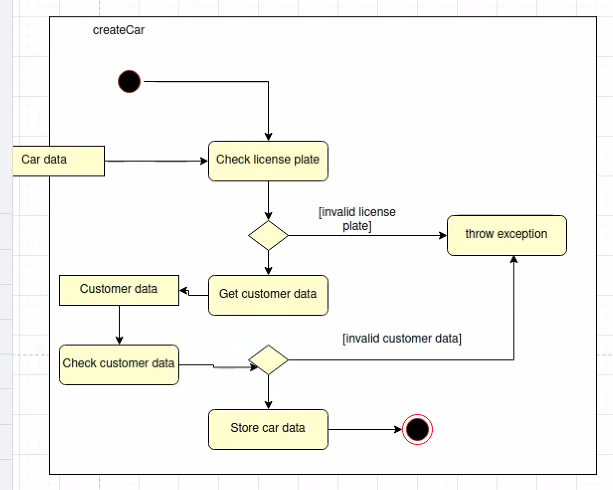 createCar
Car data
Check license plate
[invalid license
plate]
throw exception
Customer data
Get customer data
[invalid customer data]
Check customer data
Store car data